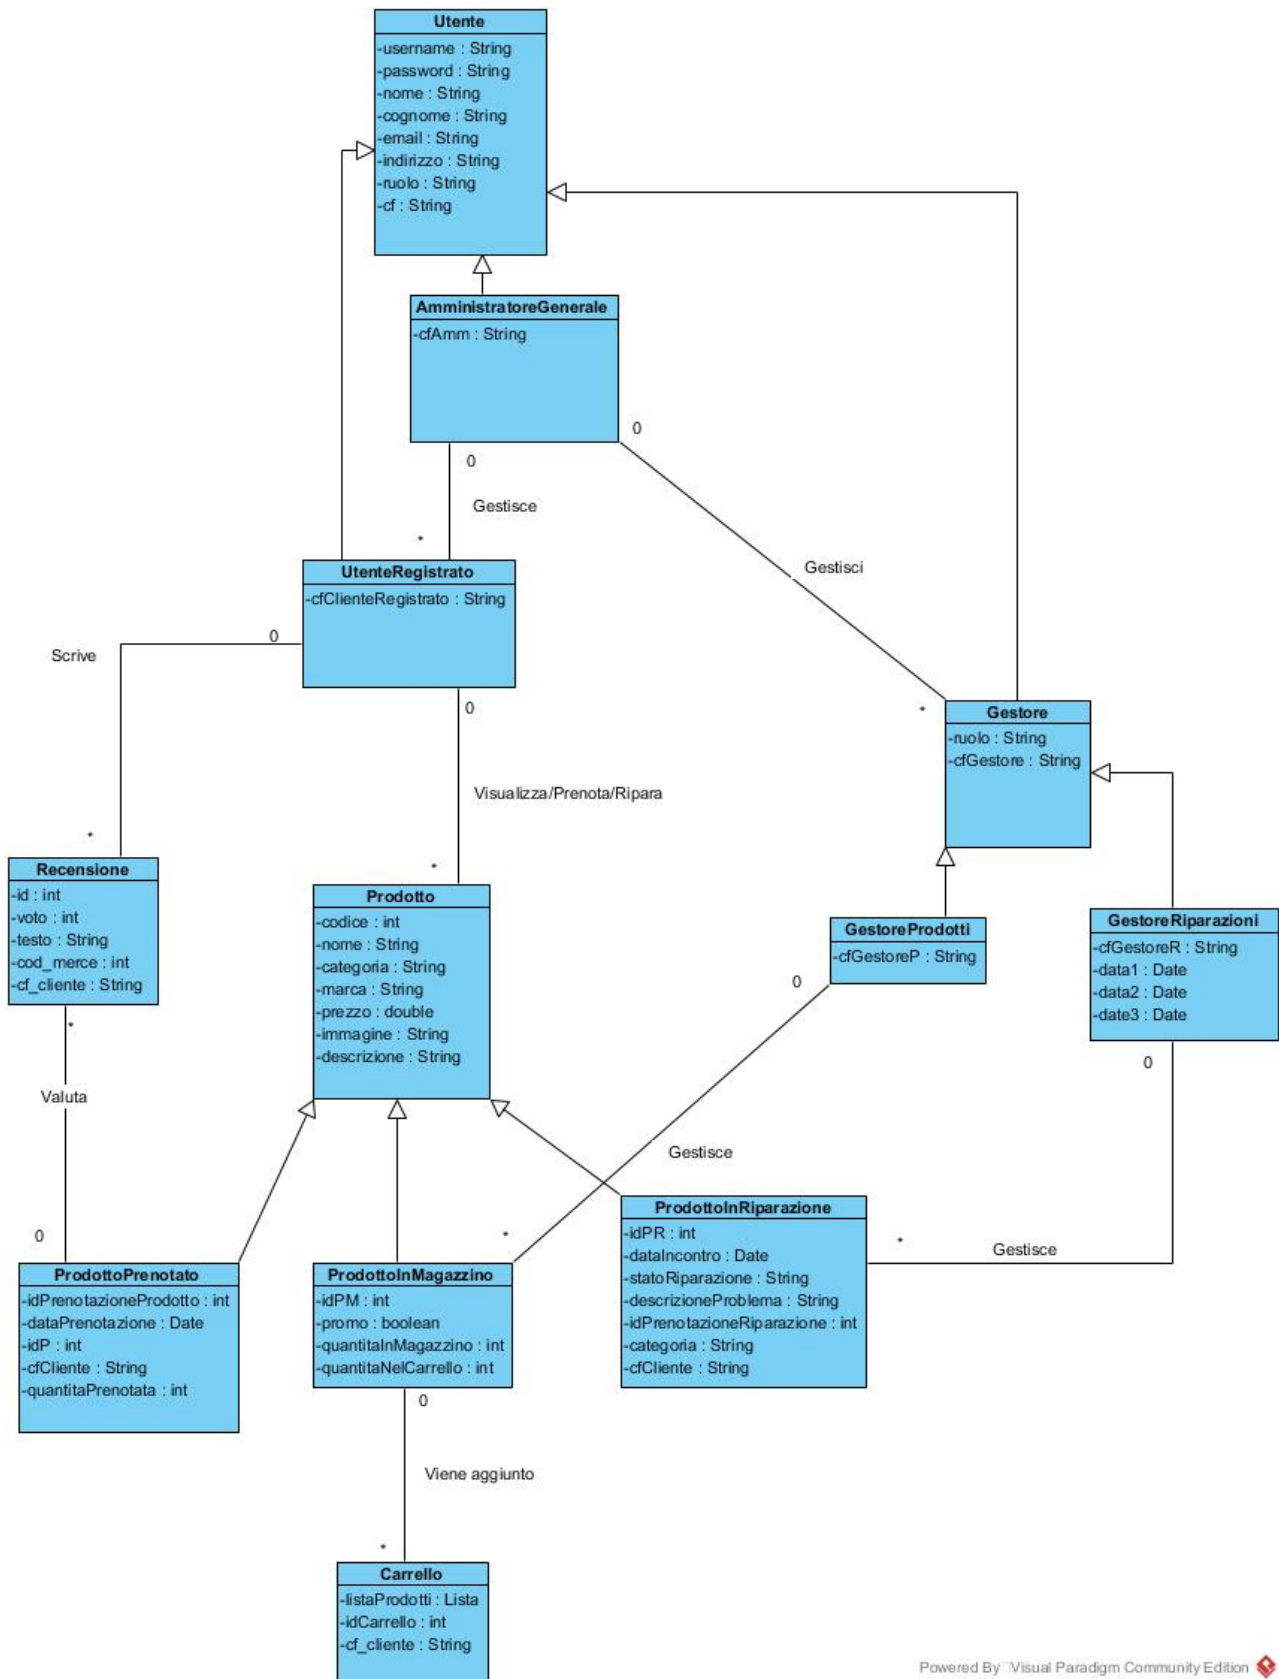 Utente
-username : String
-password : String
-nome : String
-cognome : String
-email : String
-indirizzo : String
-ruolo : String
-cf : String
AmministratoreGenerale
-cfAmm : String
0
0
Gestisce
*
Gestisci
UtenteRegistrato
-cfClienteRegistrato : String
0
Scrive
0
*
Gestore
-ruolo : String
-cfGestore : String
Visualizza/Prenota/Ripara
*
*
Recensione
-id : int
-voto : int
-testo : String
-cod_merce : int
-cf_cliente : String
*
Prodotto
-codice : int
-nome : String
-categoria : String
-marca : String
-prezzo : double
-immagine : String
-descrizione : String
GestoreProdotti
-cfGestoreP : String
0
GestoreRiparazioni
-cfGestoreR : String
-data1 : Date
-data2 : Date
-date3 : Date
0
Valuta
Gestisce
0
*
*
Gestisce
ProdottoPrenotato
-idPrenotazioneProdotto : int
-dataPrenotazione : Date
-idP : int
-cfCliente : String
-quantitaPrenotata : int
ProdottoInMagazzino
-idPM : int
-promo : boolean
-quantitaInMagazzino : int
-quantitaNelCarrello : int
0
ProdottoInRiparazione
-idPR : int
-dataIncontro : Date
-statoRiparazione : String
-descrizioneProblema : String
-idPrenotazioneRiparazione : int
-categoria : String
-cfCliente : String
Viene aggiunto
*
Carrello
-listaProdotti : Lista
-idCarrello : int
-cf_cliente : String
Powered By Visual Paradigm Community Edition